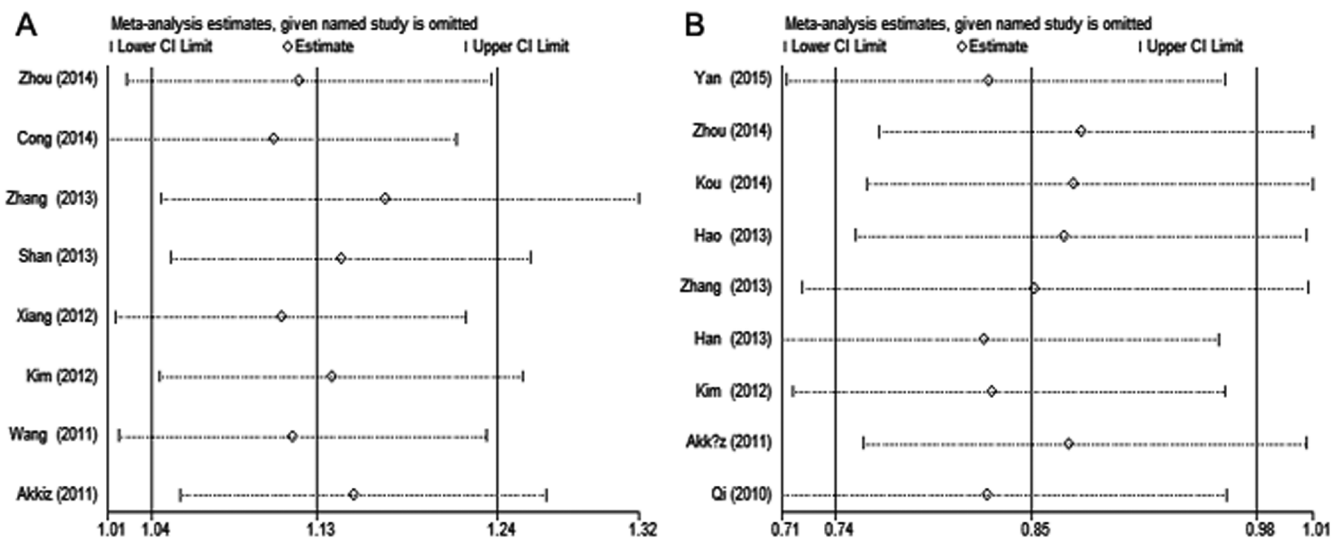 A
Meta-analysis estimates, given named study is omitted
Lower CI Limit Estimate Upper CI Limit
Zhou (2014)
Cong (2014)
Zhang (2013)
Shan (2013)
Xiang (2012)
Kim (2012)
Wang (2011)
Akkiz (2011)
1.01 1.04 1.13 1.24 1.32
B
Meta-analysis estimates, given named study is omitted
Lower CI Limit Estimate Upper CI Limit
Yan (2015)
Zhou (2014)
Kou (2014)
Hao (2013)
Zhang (2013)
Han (2013)
Kim (2012)
Akk?z (2011)
Qi (2010)
0.71 0.74 0.85 0.98 1.01